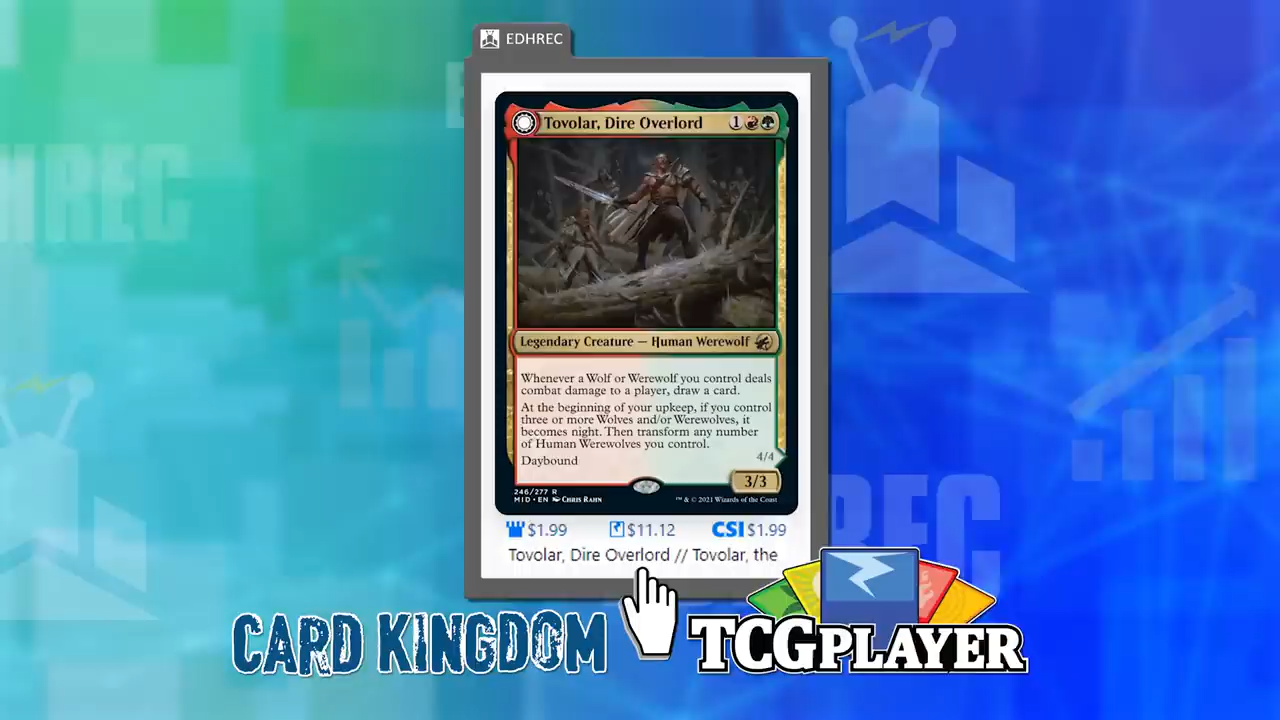 EDHREC
Tovolar, Dire Overlord 1
Legendary Creature — Human Werewolf
Whenever a Wolf or Werewolf you control deals
combat damage to a player, draw a card.
At the beginning of your upkeep, if you control
three or more Wolves and/or Werewolves, it
becomes night. Then transform any number
of Human Werewolves you control.
Daybound
4/4
3/3
246/277 R
MID • EN Chris Rahn
™ & © 2021 Wizards of the Coast
$1.99 $11.12 CSI $1.99
Tovolar, Dire Overlord // Tovolar, the
CARD KINGDOM
TCGPLAYER
HREC
REC